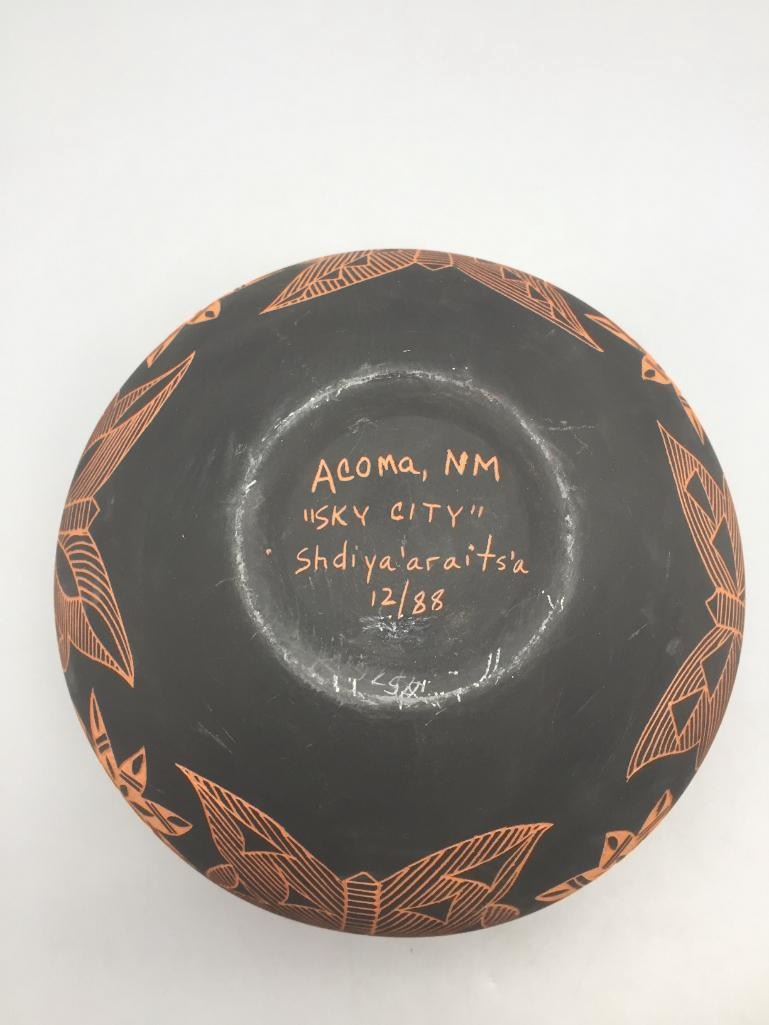 Acoma, NM
"SKY CITY"
Shdiya'araits'a
12/88